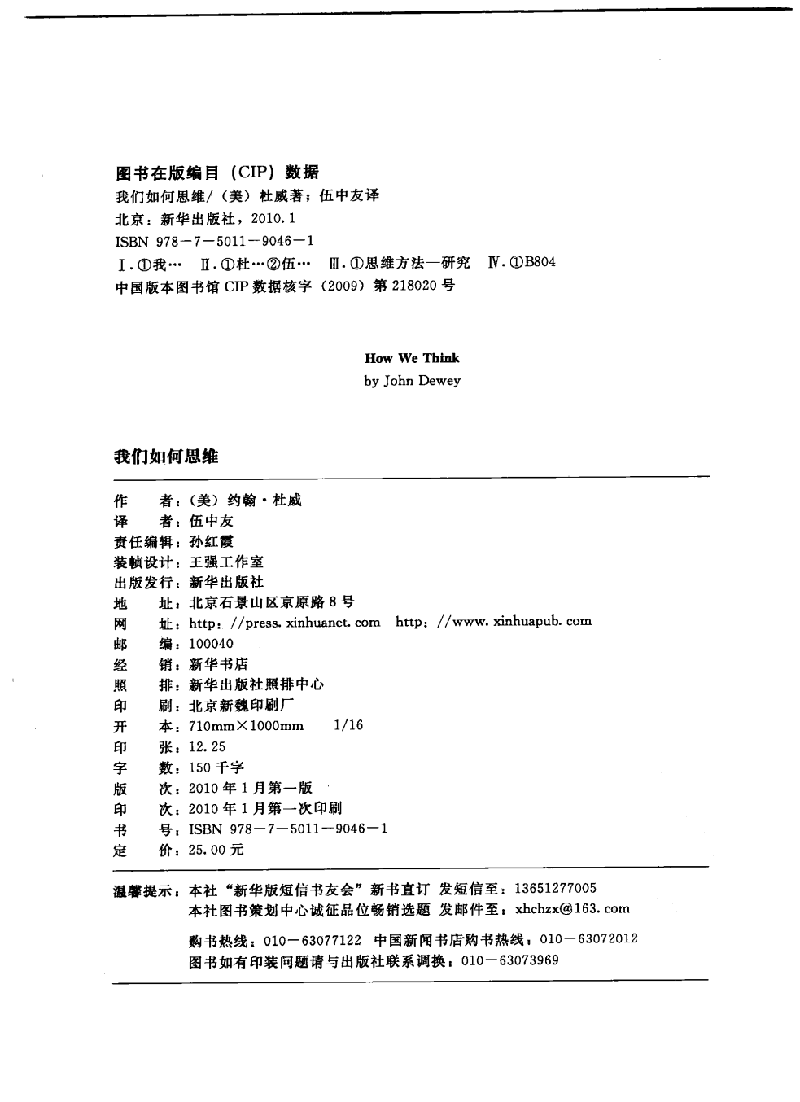 图书在版编目（CIP）数据
我们如何思维/（美）杜威著；伍中友译
北京：新华出版社，2010.1
ISBN 978－7－5011－9046－1
Ⅰ.①我… Ⅱ.①杜…②伍… Ⅲ.①思维方法—研究 Ⅳ.①B804
中国版本图书馆CIP数据核字（2009）第218020号
How We Think
by John Dewey
我们如何思维
作　　者：（美）约翰·杜威
译　　者：伍中友
责任编辑：孙红霞
装帧设计：王强工作室
出版发行：新华出版社
地　　址：北京石景山区京原路8号
网　　址：http：//press.xinhuanet.com http：//www.xinhuapub.com
邮　　编：100040
经　　销：新华书店
照　　排：新华出版社照排中心
印　　刷：北京新魏印刷厂
开　　本：710mm×1000mm 1/16
印　　张：12.25
字　　数：150千字
版　　次：2010年1月第一版
印　　次：2010年1月第一次印刷
书　　号：ISBN 978－7－5011－9046－1
定　　价：25.00元
温馨提示：本社“新华版短信书友会”新书直订 发短信至：13651277005
本社图书策划中心诚征品位畅销选题 发邮件至：xhchzx@163.com
购书热线：010－63077122 中国新闻书店购书热线：010－63072012
图书如有印装问题请与出版社联系调换：010－63073969